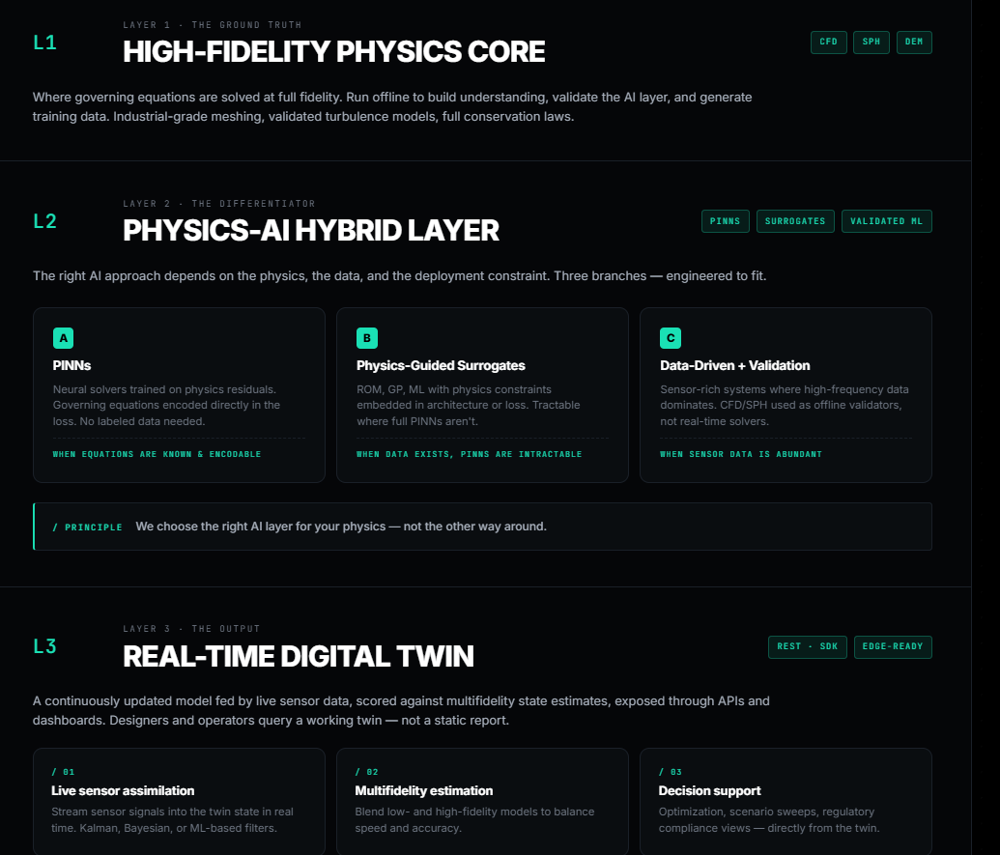 LAYER 1 · THE GROUND TRUTH
L1
HIGH-FIDELITY PHYSICS CORE
CFD
SPH
DEM
Where governing equations are solved at full fidelity. Run offline to build understanding, validate the AI layer, and generate
training data. Industrial-grade meshing, validated turbulence models, full conservation laws.
LAYER 2 · THE DIFFERENTIATOR
L2
PHYSICS-AI HYBRID LAYER
PINNS
SURROGATES
VALIDATED ML
The right AI approach depends on the physics, the data, and the deployment constraint. Three branches — engineered to fit.
A
PINNs
Neural solvers trained on physics residuals.
Governing equations encoded directly in the
loss. No labeled data needed.
WHEN EQUATIONS ARE KNOWN & ENCODABLE
B
Physics-Guided Surrogates
ROM, GP, ML with physics constraints
embedded in architecture or loss. Tractable
where full PINNs aren't.
WHEN DATA EXISTS, PINNS ARE INTRACTABLE
C
Data-Driven + Validation
Sensor-rich systems where high-frequency data
dominates. CFD/SPH used as offline validators,
not real-time solvers.
WHEN SENSOR DATA IS ABUNDANT
/ PRINCIPLE We choose the right AI layer for your physics — not the other way around.
LAYER 3 · THE OUTPUT
L3
REAL-TIME DIGITAL TWIN
REST · SDK
EDGE-READY
A continuously updated model fed by live sensor data, scored against multifidelity state estimates, exposed through APIs and
dashboards. Designers and operators query a working twin — not a static report.
/ 01
Live sensor assimilation
Stream sensor signals into the twin state in real
time. Kalman, Bayesian, or ML-based filters.
/ 02
Multifidelity estimation
Blend low- and high-fidelity models to balance
speed and accuracy.
/ 03
Decision support
Optimization, scenario sweeps, regulatory
compliance views — directly from the twin.